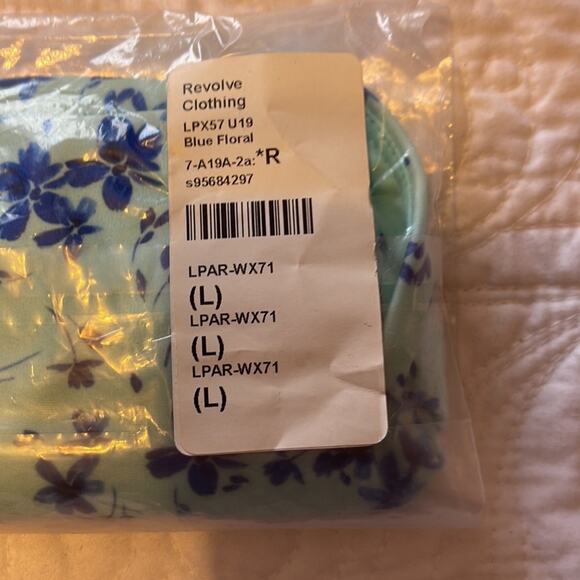 Revolve
Clothing
LPX57 U19
Blue Floral
7-A19A-2a:*R
s95684297
LPAR-WX71
(L)
LPAR-WX71
(L)
LPAR-WX71
(L)